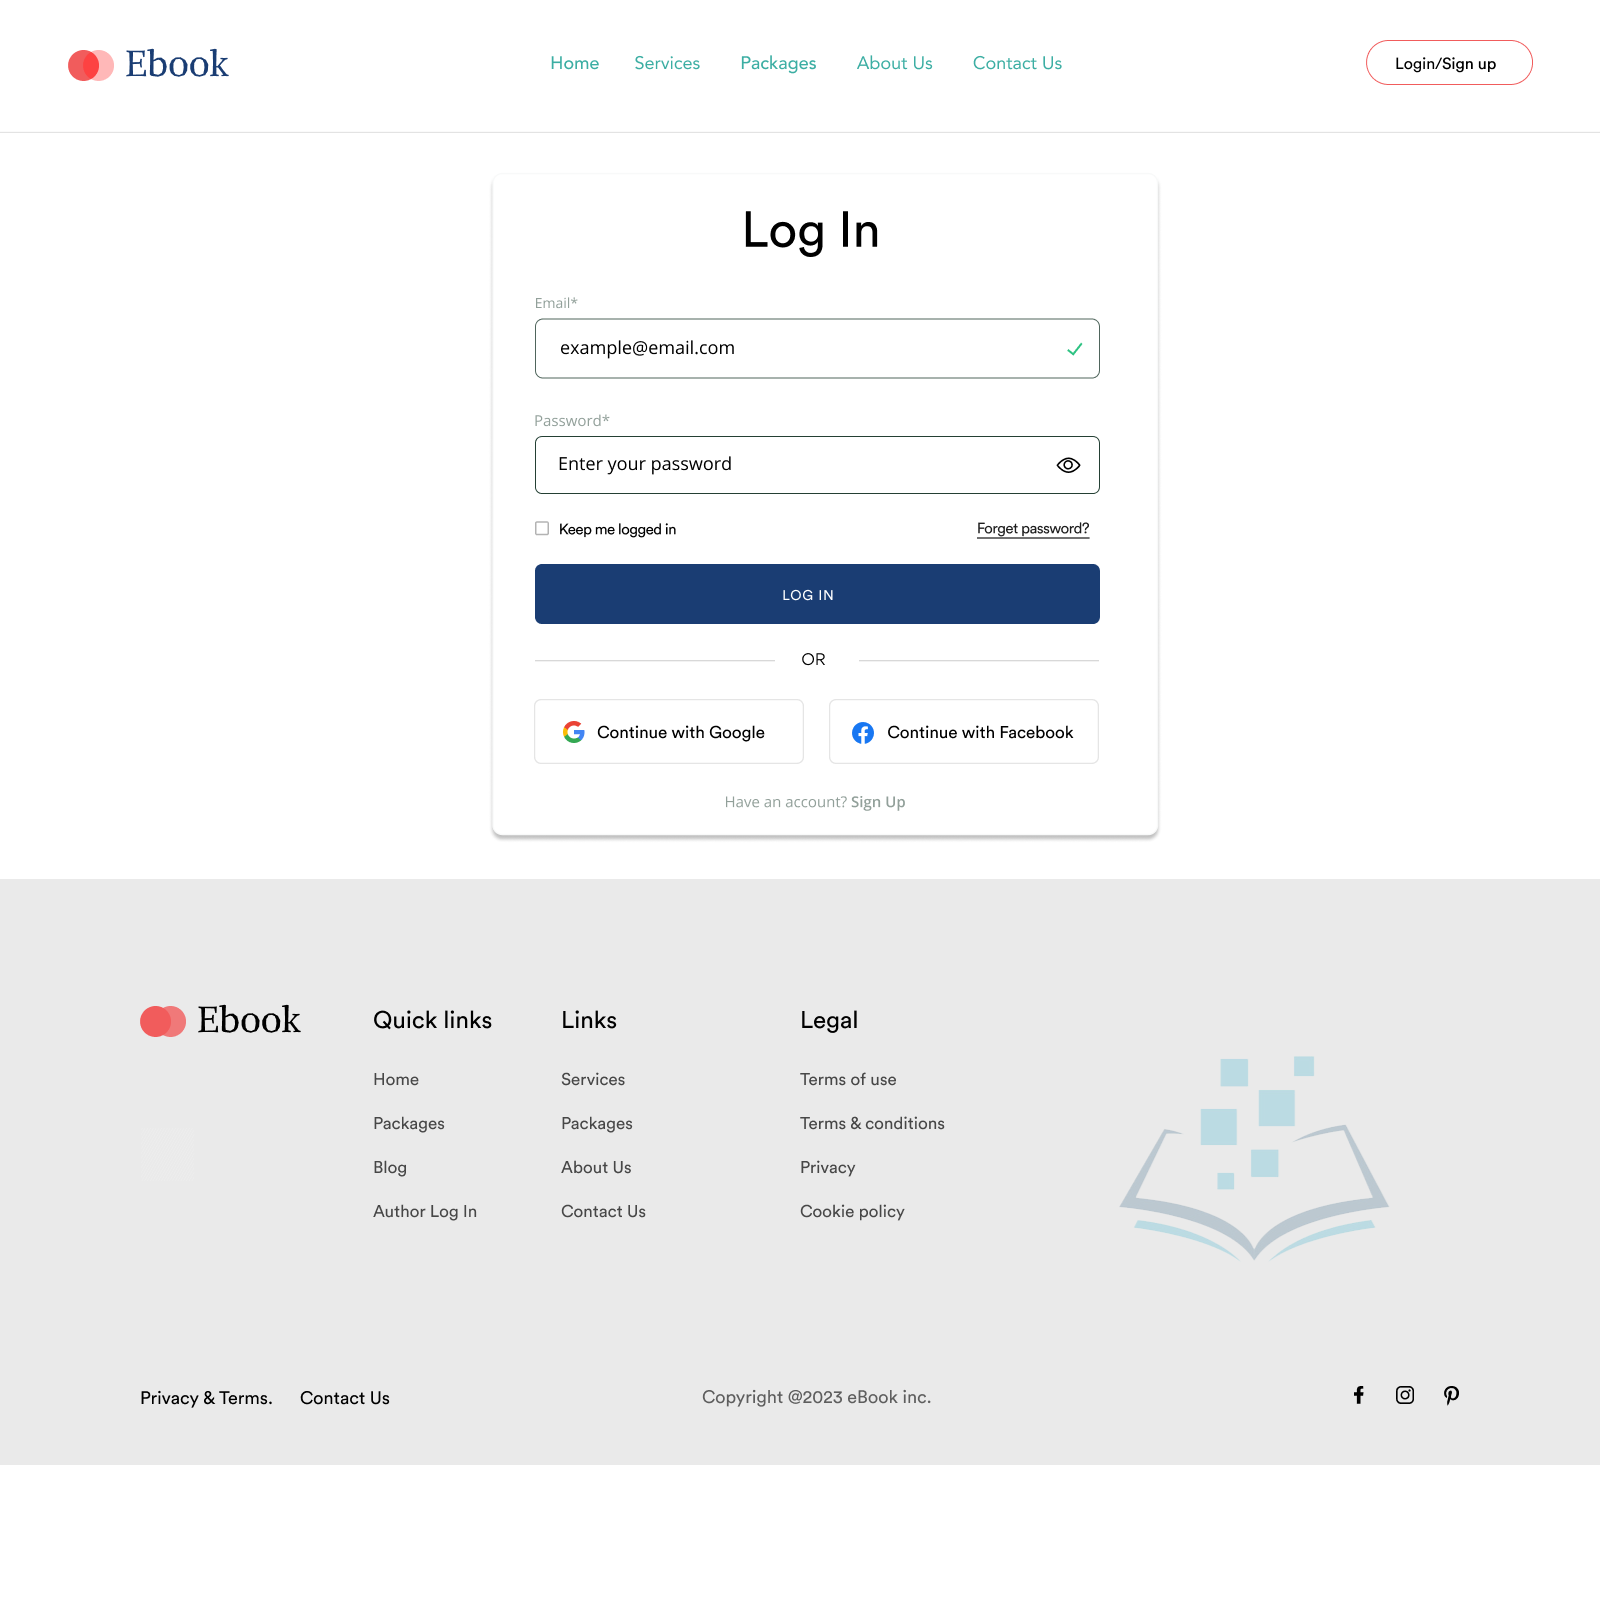 Ebook
Home Services Packages About Us Contact Us
Login/Sign up
Log In
Email*
example@email.com
Password*
Enter your password
Keep me logged in
Forget password?
LOG IN
OR
Continue with Google
Continue with Facebook
Have an account? Sign Up
Ebook
Quick links
Home
Packages
Blog
Author Log In
Links
Services
Packages
About Us
Contact Us
Legal
Terms of use
Terms & conditions
Privacy
Cookie policy
Privacy & Terms.
Contact Us
Copyright @2023 eBook inc.